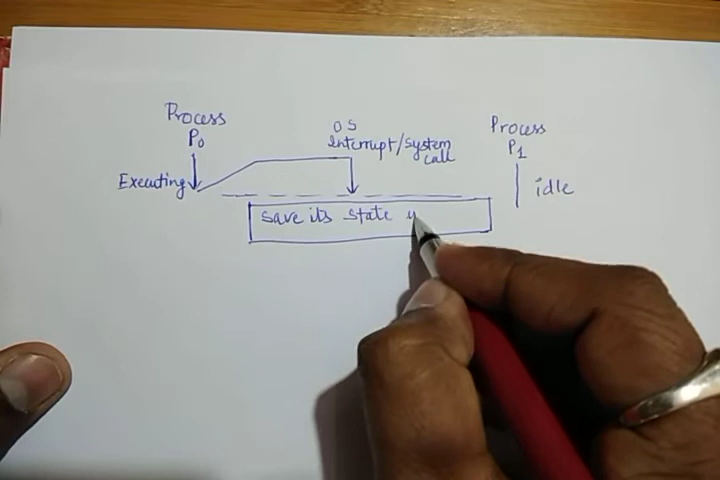 Process
P0
Executing
OS
Interrupt/System
call
save its state
Process
P1
idle